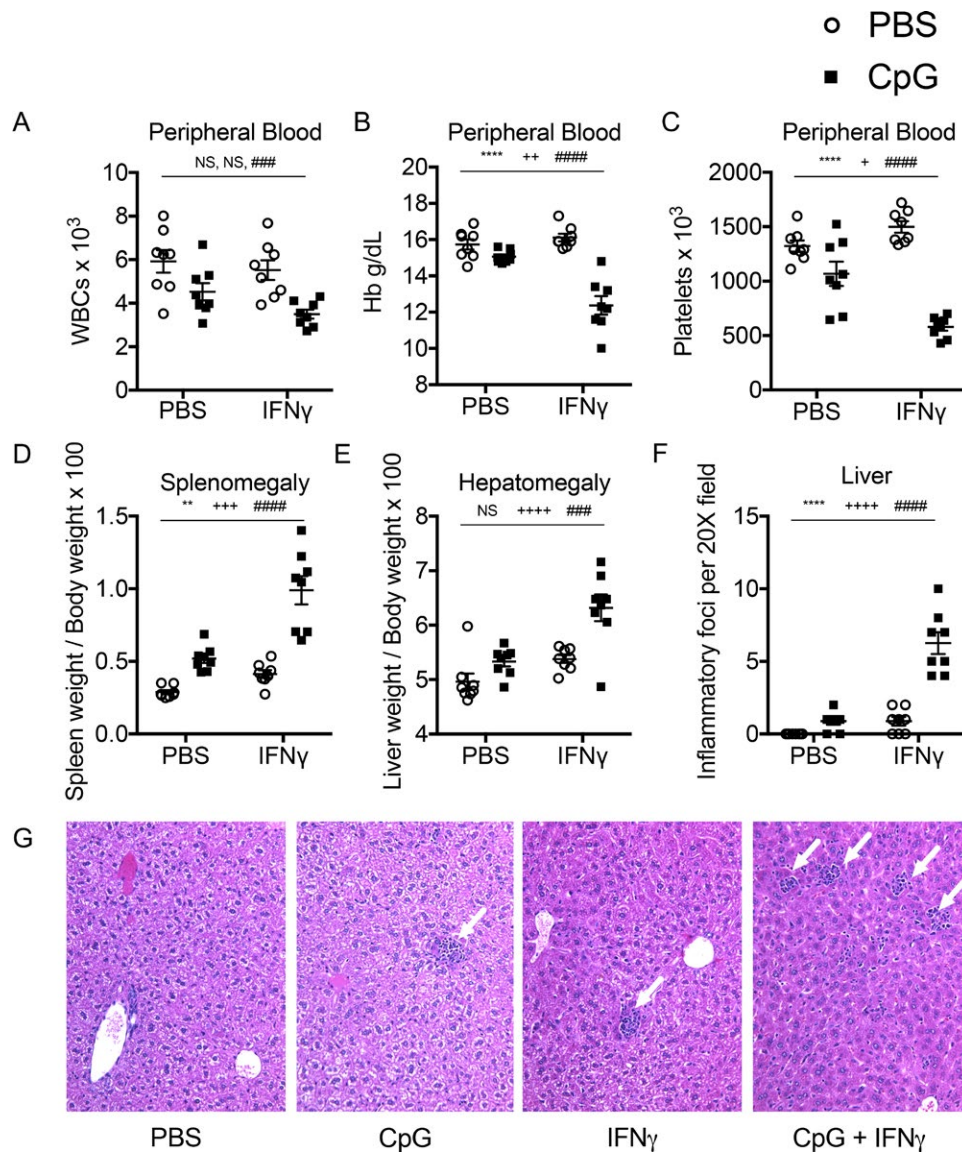 PBS
CpG
A
Peripheral Blood
NS, NS, ###
WBCs x 10³
10
8
6
4
2
0
PBS
IFNγ
B
Peripheral Blood
**** ++ ####
Hb g/dL
20
18
16
14
12
10
8
6
PBS
IFNγ
C
Peripheral Blood
**** + ####
Platelets x 10³
2000
1500
1000
500
0
PBS
IFNγ
D
Splenomegaly
** +++ ####
Spleen weight / Body weight x 100
1.5
1.0
0.5
0.0
PBS
IFNγ
E
Hepatomegaly
NS ++++ ###
Liver weight / Body weight x 100
8
7
6
5
4
PBS
IFNγ
F
Liver
**** ++++ ####
Inflammatory foci per 20X field
15
10
5
0
PBS
IFNγ
G
PBS
CpG
IFNγ
CpG + IFNγ